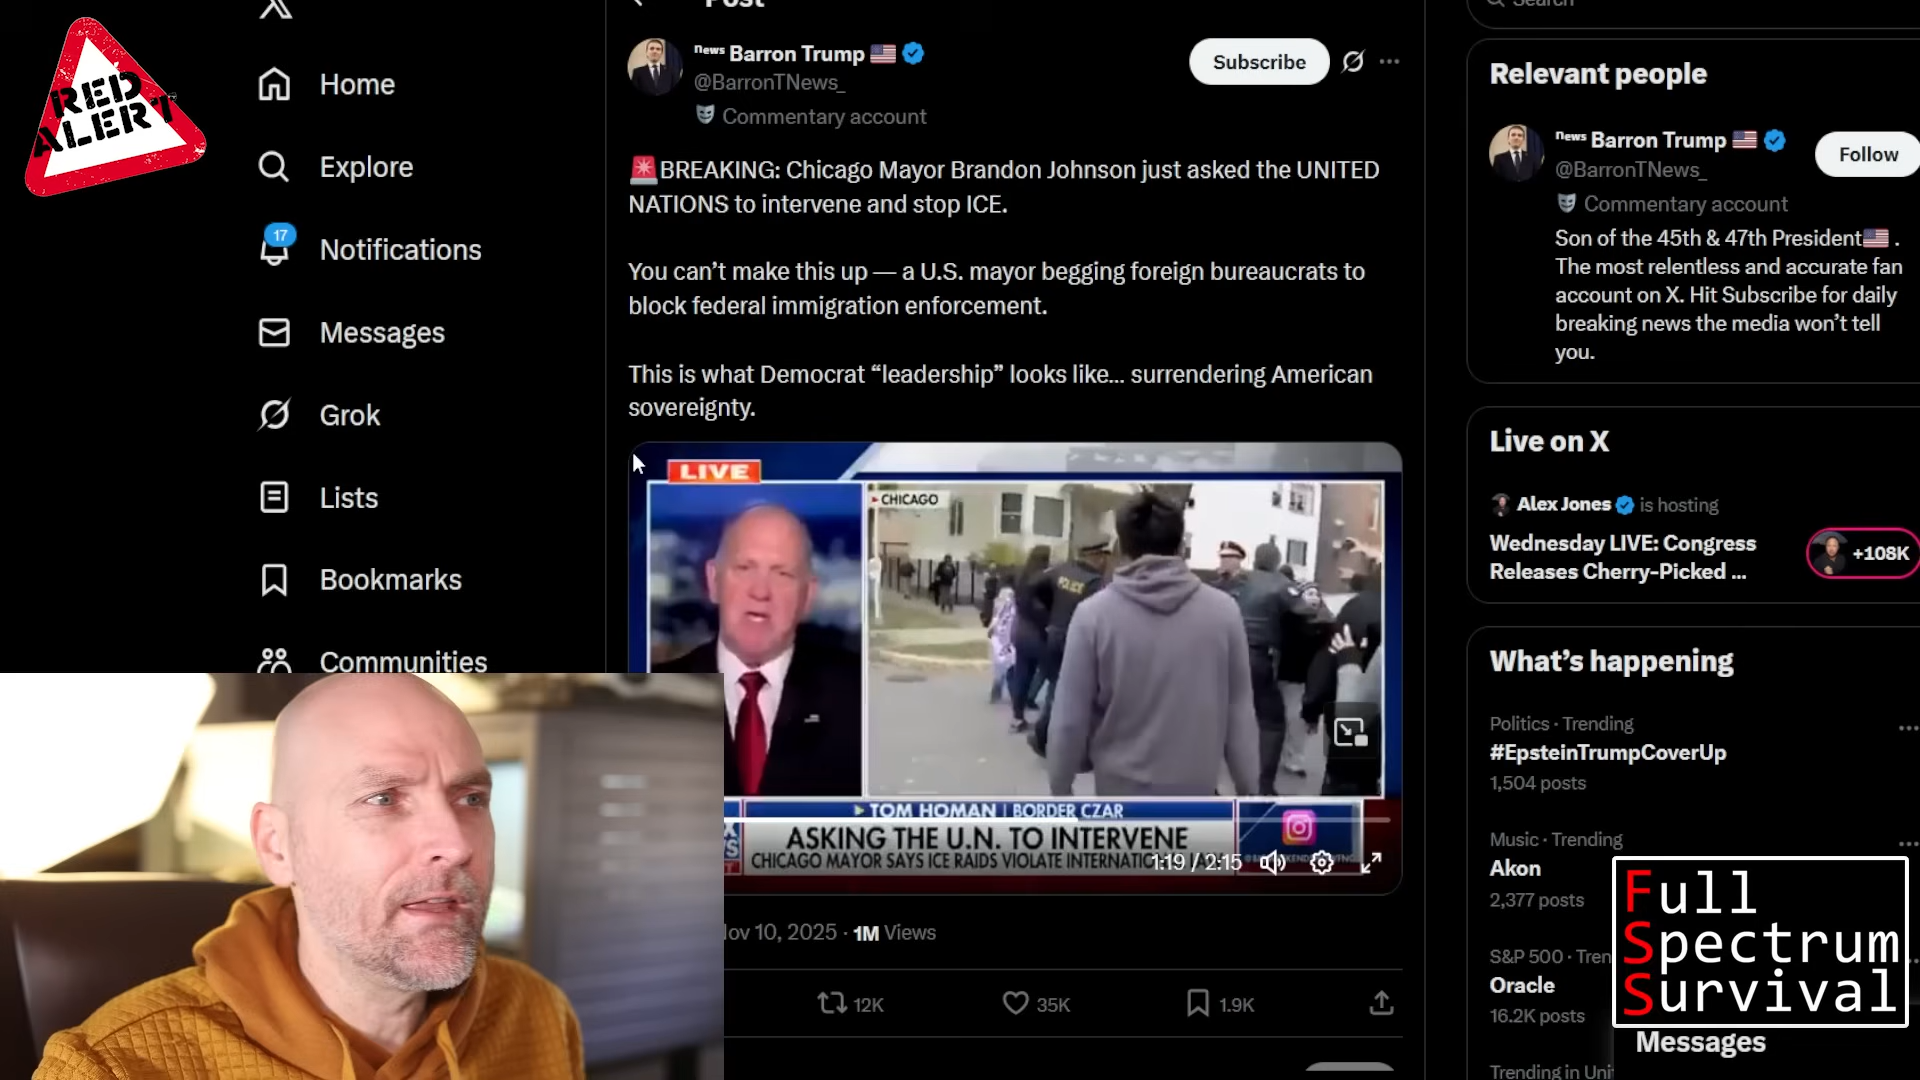 Post
Search
RED
ALERT
Home
Explore
17
Notifications
Messages
Grok
Lists
Bookmarks
Communities
news Barron Trump
@BarronTNews_
Commentary account
Subscribe
BREAKING: Chicago Mayor Brandon Johnson just asked the UNITED
NATIONS to intervene and stop ICE.
You can’t make this up — a U.S. mayor begging foreign bureaucrats to
block federal immigration enforcement.
This is what Democrat “leadership” looks like... surrendering American
sovereignty.
LIVE
CHICAGO
POLICE
TOM HOMAN | BORDER CZAR
ASKING THE U.N. TO INTERVENE
CHICAGO MAYOR SAYS ICE RAIDS VIOLATE
1:19 / 2:15
Nov 10, 2025 · 1M Views
12K
35K
1.9K
Relevant people
news Barron Trump
@BarronTNews_
Follow
Commentary account
Son of the 45th & 47th President .
The most relentless and accurate fan
account on X. Hit Subscribe for daily
breaking news the media won’t tell
you.
Live on X
Alex Jones is hosting
Wednesday LIVE: Congress
Releases Cherry-Picked ...
+108K
What’s happening
Politics · Trending
#EpsteinTrumpCoverUp
1,504 posts
Music · Trending
Akon
2,377 posts
S&P 500 · Tren
Oracle
16.2K posts
Trending in Uni
Full
Spectrum
Survival
Messages